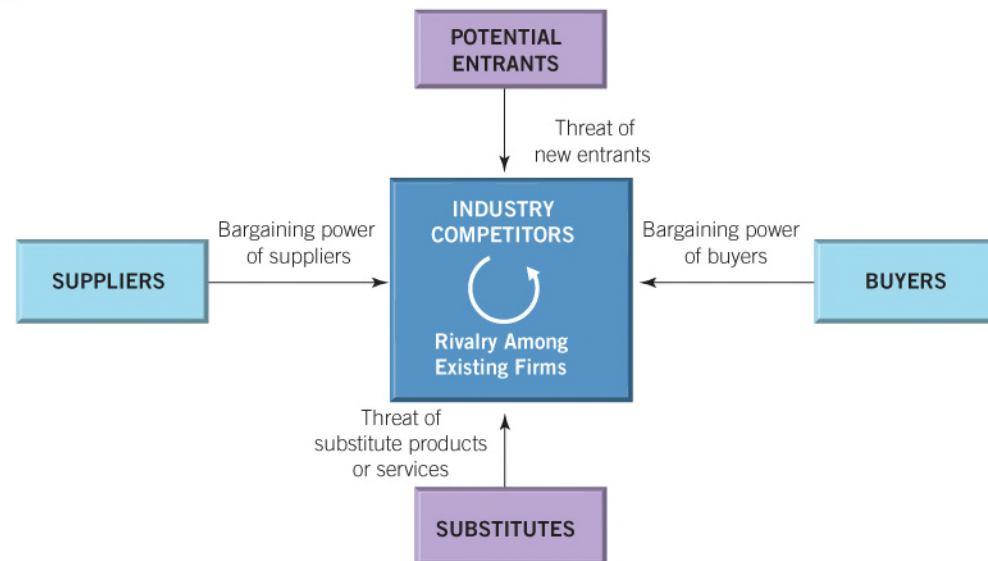 POTENTIAL
ENTRANTS
Threat of
new entrants
INDUSTRY
COMPETITORS
Rivalry Among
Existing Firms
Bargaining power
of suppliers
SUPPLIERS
Bargaining power
of buyers
BUYERS
Threat of
substitute products
or services
SUBSTITUTES